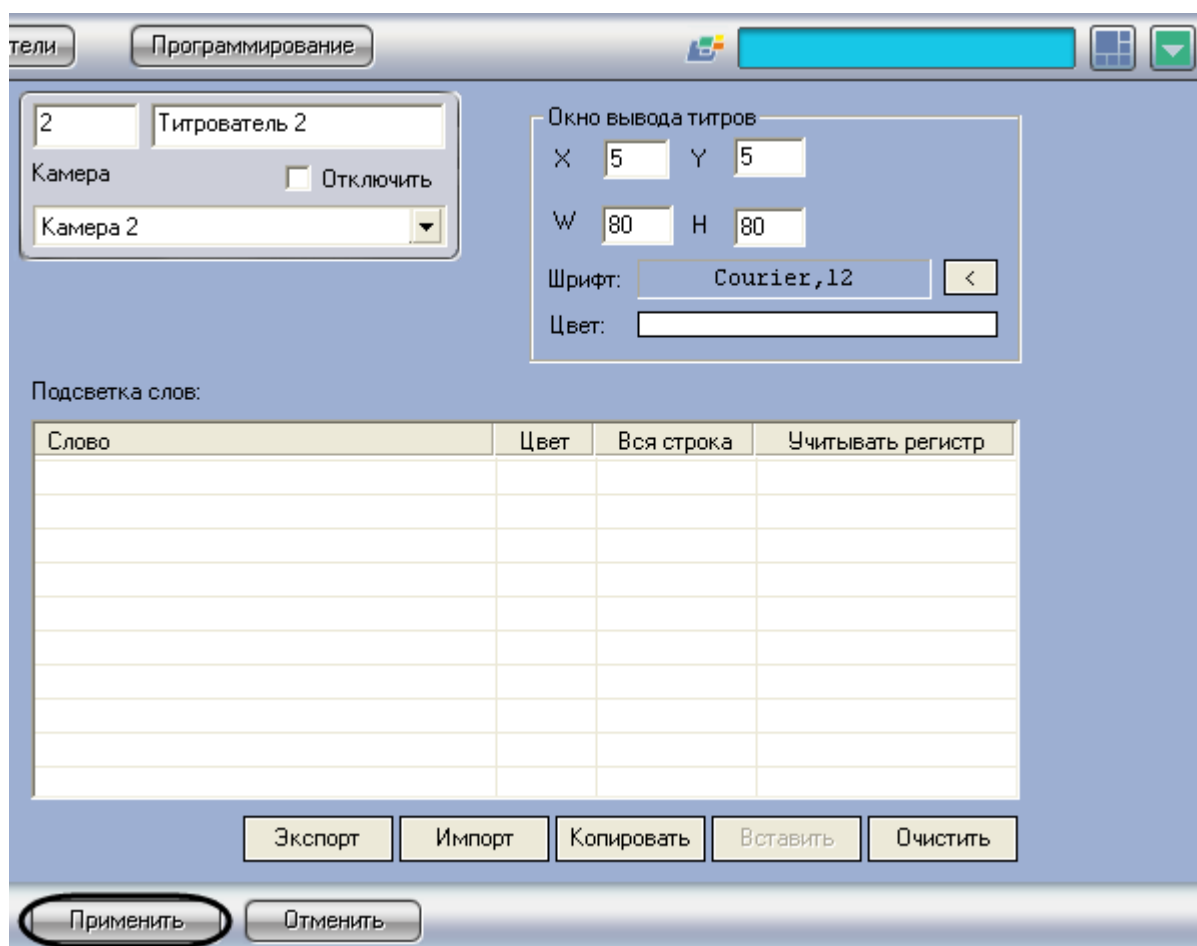 тели Программирование
2 Титрователь 2
Камера Отключить
Камера 2
Окно вывода титров
X 5 Y 5
W 80 H 80
Шрифт: Courier,12 <
Цвет:
Подсветка слов:
Слово Цвет Вся строка Учитывать регистр
Экспорт Импорт Копировать Вставить Очистить
Применить Отменить